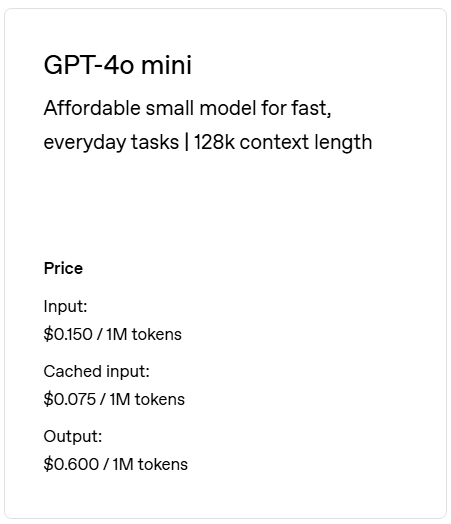 GPT-4o mini
Affordable small model for fast,
everyday tasks | 128k context length
Price
Input:
$0.150 / 1M tokens
Cached input:
$0.075 / 1M tokens
Output:
$0.600 / 1M tokens